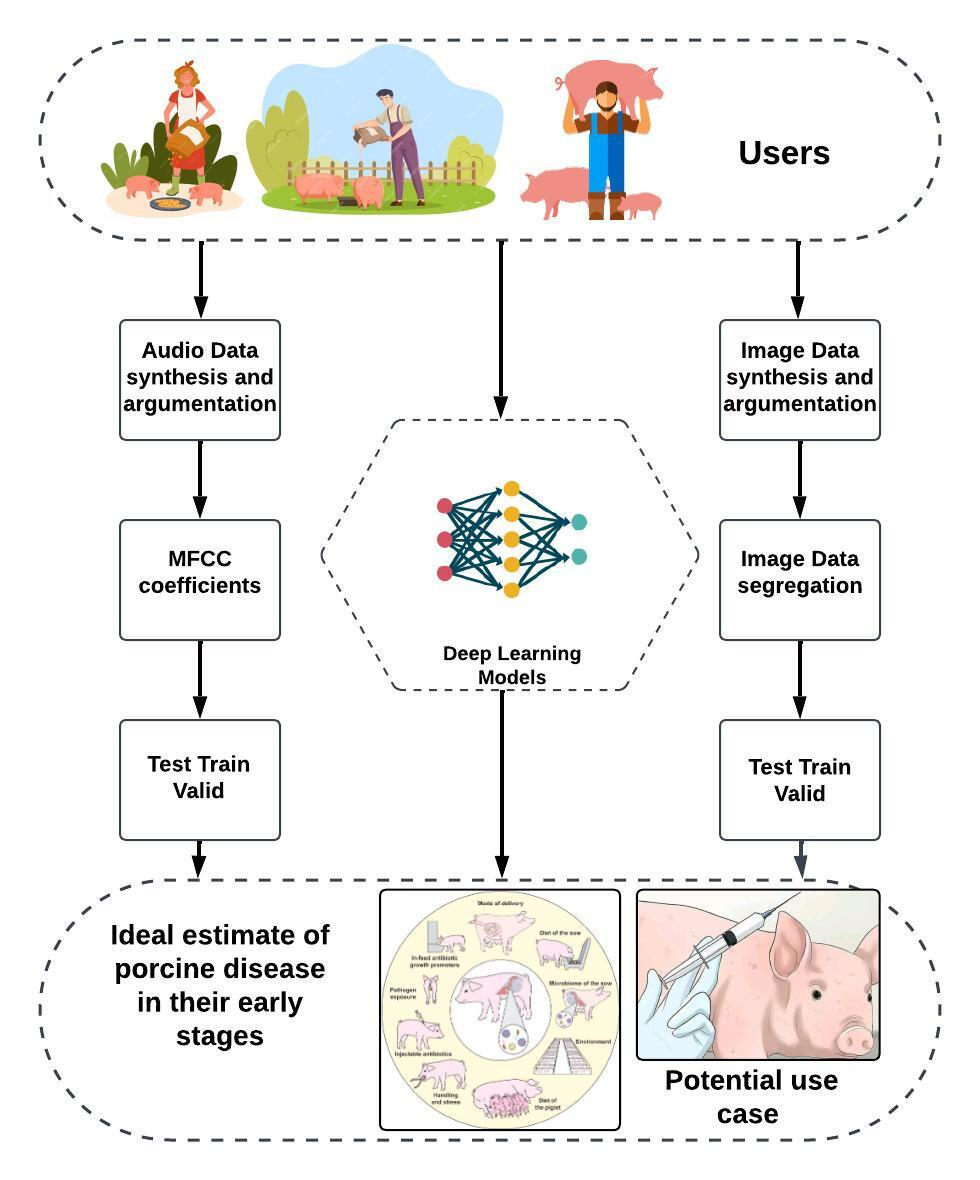 Users
Audio Data
synthesis and
argumentation
Image Data
synthesis and
argumentation
MFCC
coefficients
Image Data
segregation
Deep Learning
Models
Test Train
Valid
Test Train
Valid
Ideal estimate of
porcine disease
in their early
stages
Mode of delivery
Diet of the sow
In-feed antibiotic
growth promoters
Microbiome of the sow
Pathogen
exposure
Environment
Injectable antibiotics
Handling
and stress
Diet of
the piglet
Potential use
case